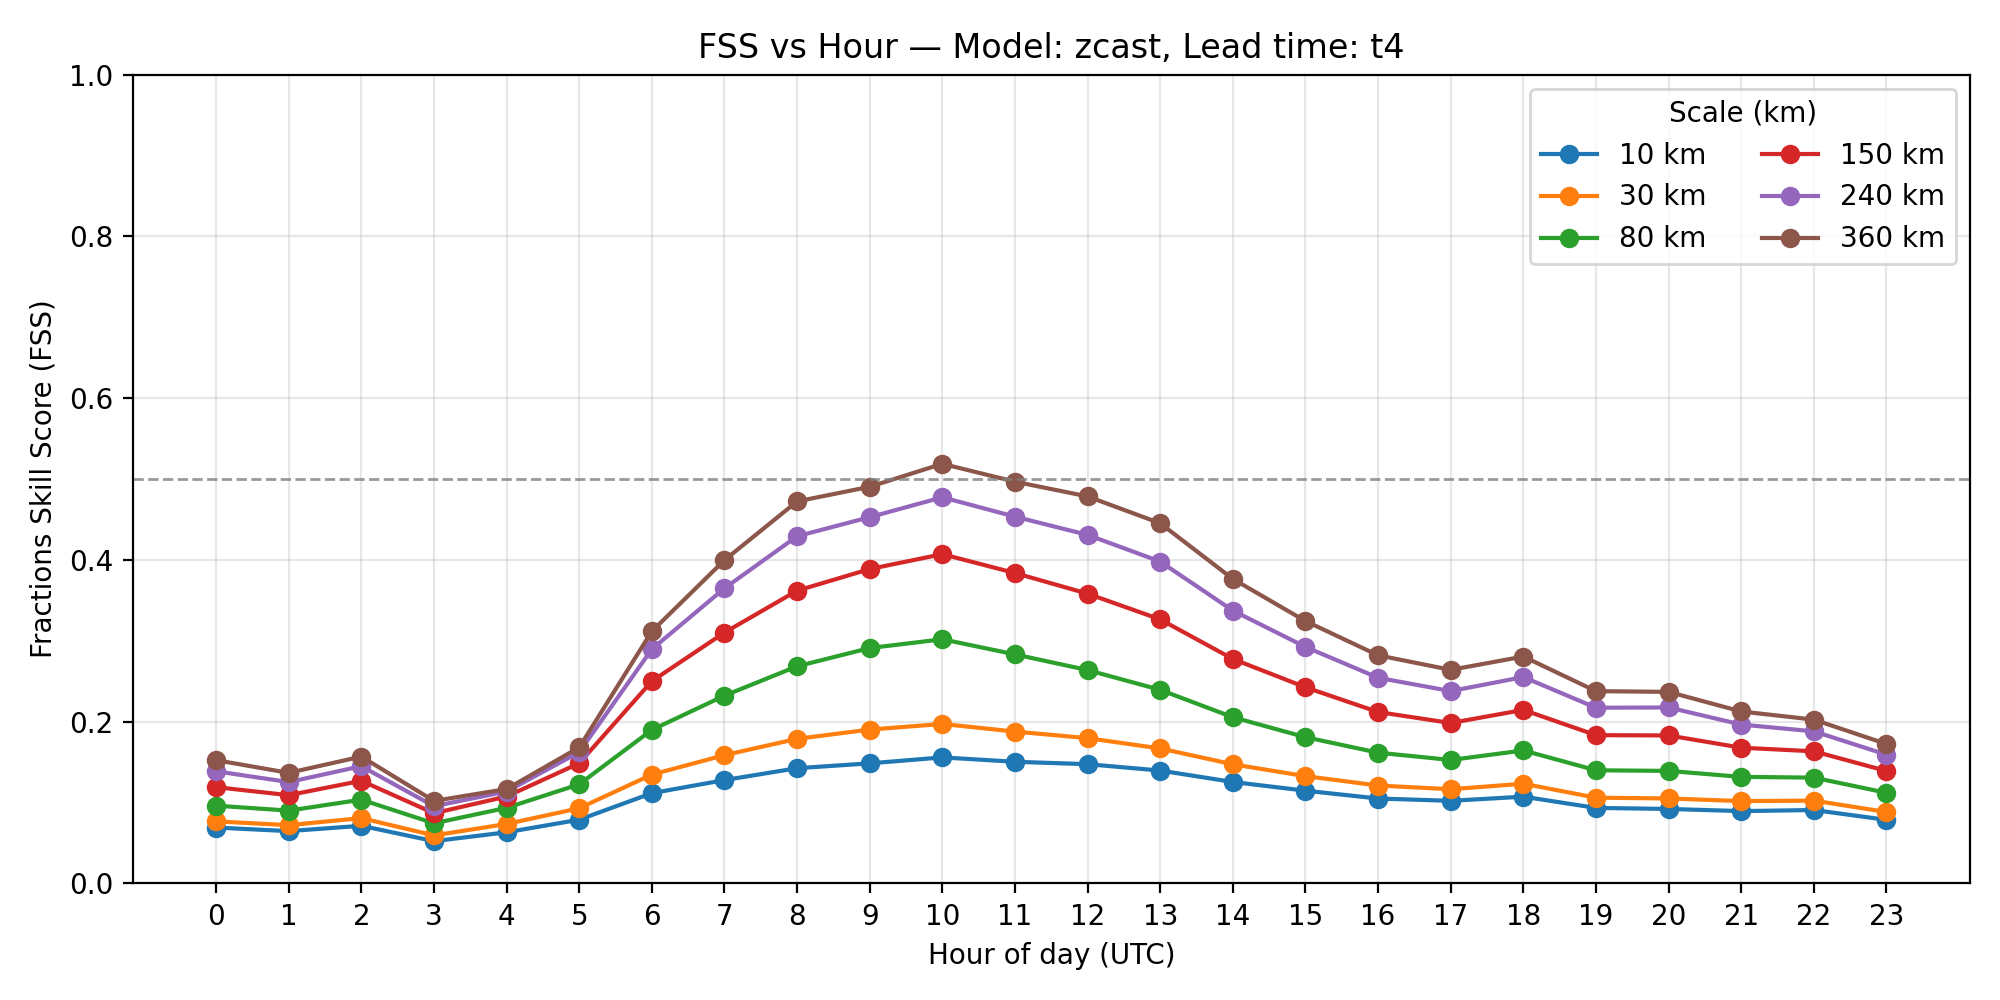 FSS vs Hour — Model: zcast, Lead time: t4
Fractions Skill Score (FSS)
1.0
0.8
0.6
0.4
0.2
0.0
Scale (km)
10 km 150 km
30 km 240 km
80 km 360 km
0 1 2 3 4 5 6 7 8 9 10 11 12 13 14 15 16 17 18 19 20 21 22 23
Hour of day (UTC)